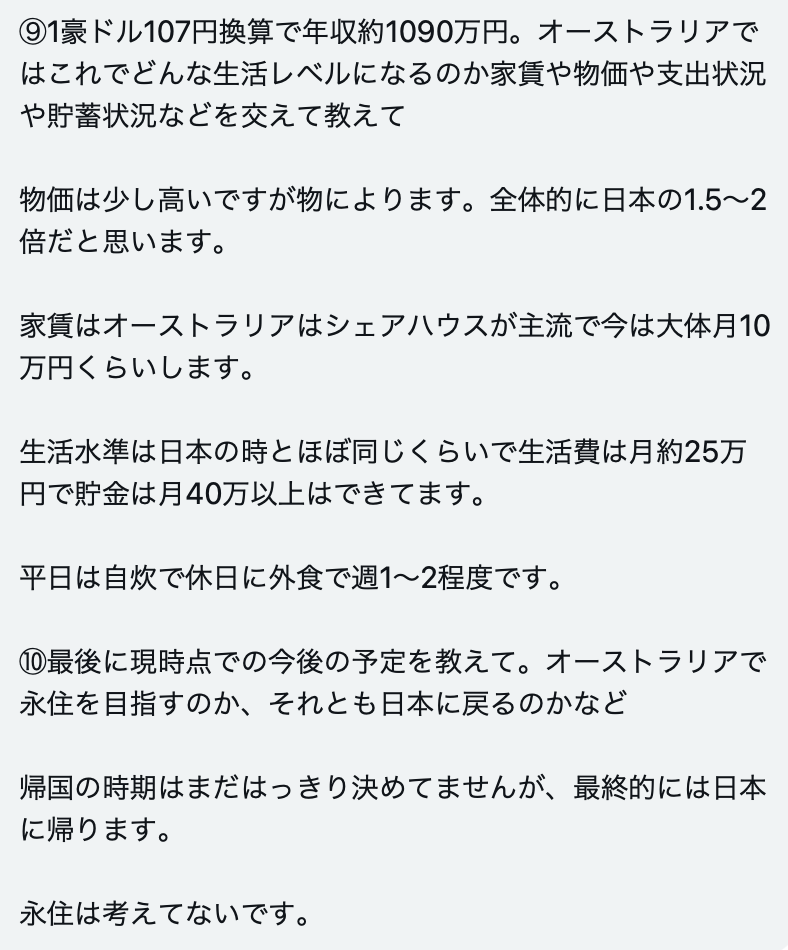 ⑨1豪ドル107円換算で年収約1090万円。オーストラリアで
はこれでどんな生活レベルになるのか家賃や物価や支出状況
や貯蓄状況などを交えて教えて
物価は少し高いですが物によります。全体的に日本の1.5〜2
倍だと思います。
家賃はオーストラリアはシェアハウスが主流で今は大体月10
万円くらいします。
生活水準は日本の時とほぼ同じくらいで生活費は月約25万
円で貯金は月40万以上はできてます。
平日は自炊で休日に外食で週1〜2程度です。
⑩最後に現時点での今後の予定を教えて。オーストラリアで
永住を目指すのか、それとも日本に戻るのかなど
帰国の時期はまだはっきり決めてませんが、最終的には日本
に帰ります。
永住は考えてないです。